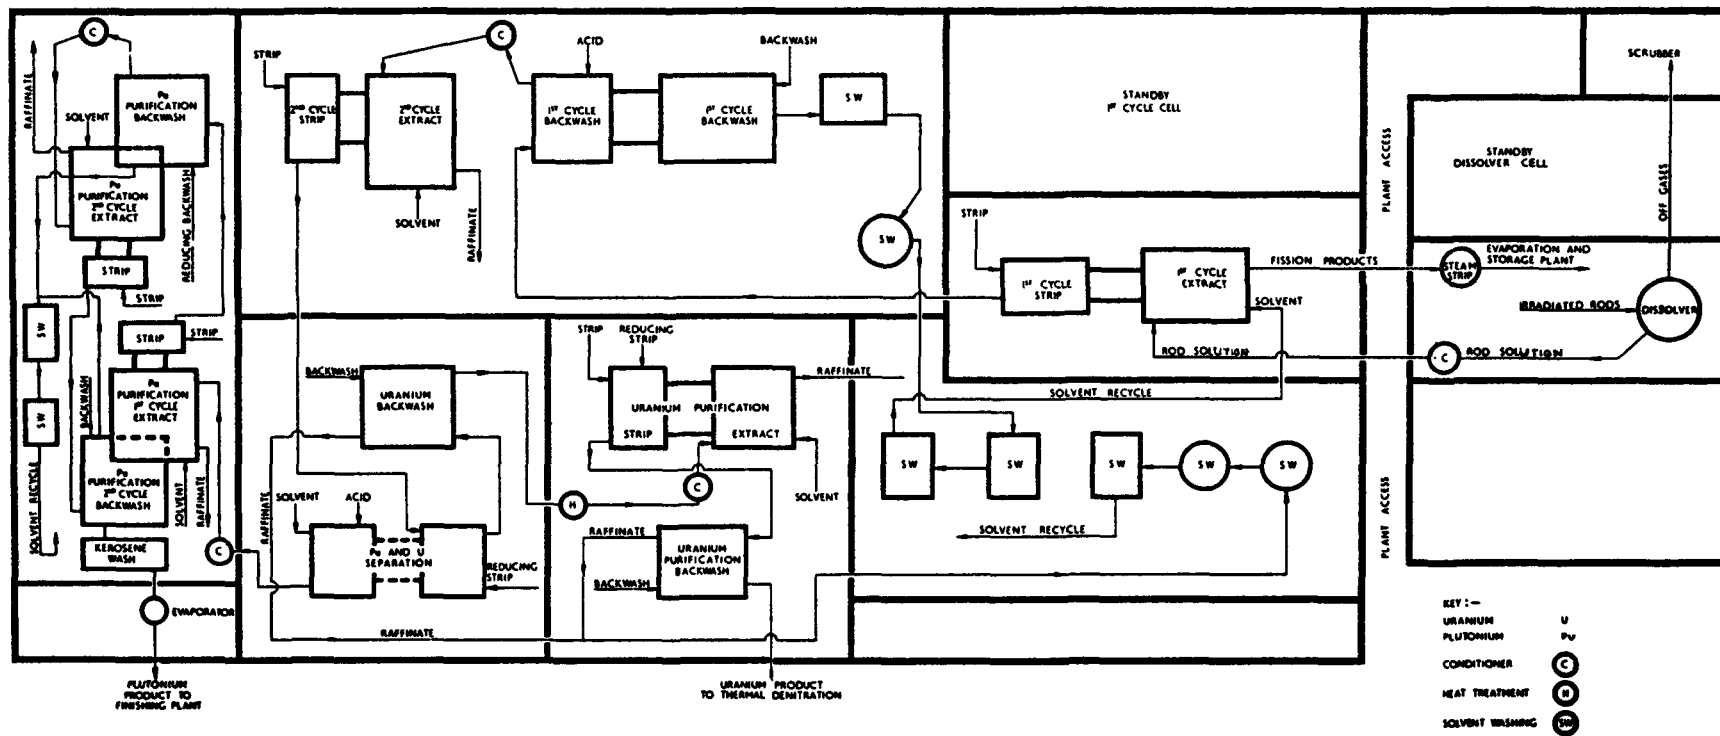 RAFFINATE
C
Pu
PURIFICATION
BACKWASH
SOLVENT
Pu
PURIFICATION
2ND CYCLE
EXTRACT
REDUCING BACKWASH
STRIP
STRIP
SW
STRIP
STRIP
BACKWASH
Pu
PURIFICATION
1ST CYCLE
EXTRACT
SW
Pu
PURIFICATION
2ND CYCLE
BACKWASH
SOLVENT RECYCLE
SOLVENT
RAFFINATE
KEROSENE
WASH
C
EVAPORATOR
PLUTONIUM
PRODUCT TO
FINISHING PLANT
STRIP
C
2ND CYCLE
STRIP
2ND CYCLE
EXTRACT
SOLVENT
RAFFINATE
ACID
1ST CYCLE
BACKWASH
BACKWASH
1ST CYCLE
BACKWASH
SW
SW
BACKWASH
URANIUM
BACKWASH
RAFFINATE
SOLVENT
ACID
Pu AND U
SEPARATION
REDUCING
STRIP
RAFFINATE
H
STRIP
REDUCING
STRIP
RAFFINATE
URANIUM PURIFICATION
STRIP
EXTRACT
C
SOLVENT
RAFFINATE
URANIUM
PURIFICATION
BACKWASH
BACKWASH
URANIUM PRODUCT
TO THERMAL DENITRATION
STANDBY
1ST CYCLE CELL
STRIP
1ST CYCLE
STRIP
1ST CYCLE
EXTRACT
FISSION PRODUCTS
SOLVENT
ROD SOLUTION
SOLVENT RECYCLE
SW
SW
SW
SW
SW
SOLVENT RECYCLE
PLANT ACCESS
PLANT ACCESS
SCRUBBER
STANDBY
DISSOLVER CELL
OFF GASES
STEAM
STRIP
EVAPORATION AND
STORAGE PLANT
IRRADIATED RODS
DISSOLVER
C
ROD SOLUTION
KEY :—
URANIUM U
PLUTONIUM Pu
CONDITIONER C
HEAT TREATMENT H
SOLVENT WASHING SW